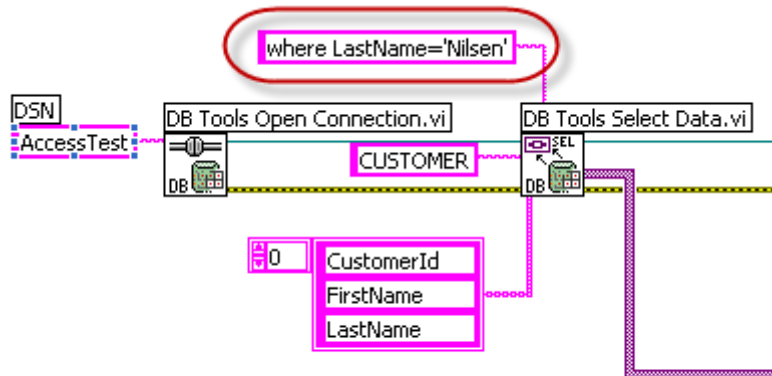 where LastName='Nilsen'
DSN
AccessTest
DB Tools Open Connection.vi
DB
CUSTOMER
DB Tools Select Data.vi
SEL
DB
0
CustomerId
FirstName
LastName